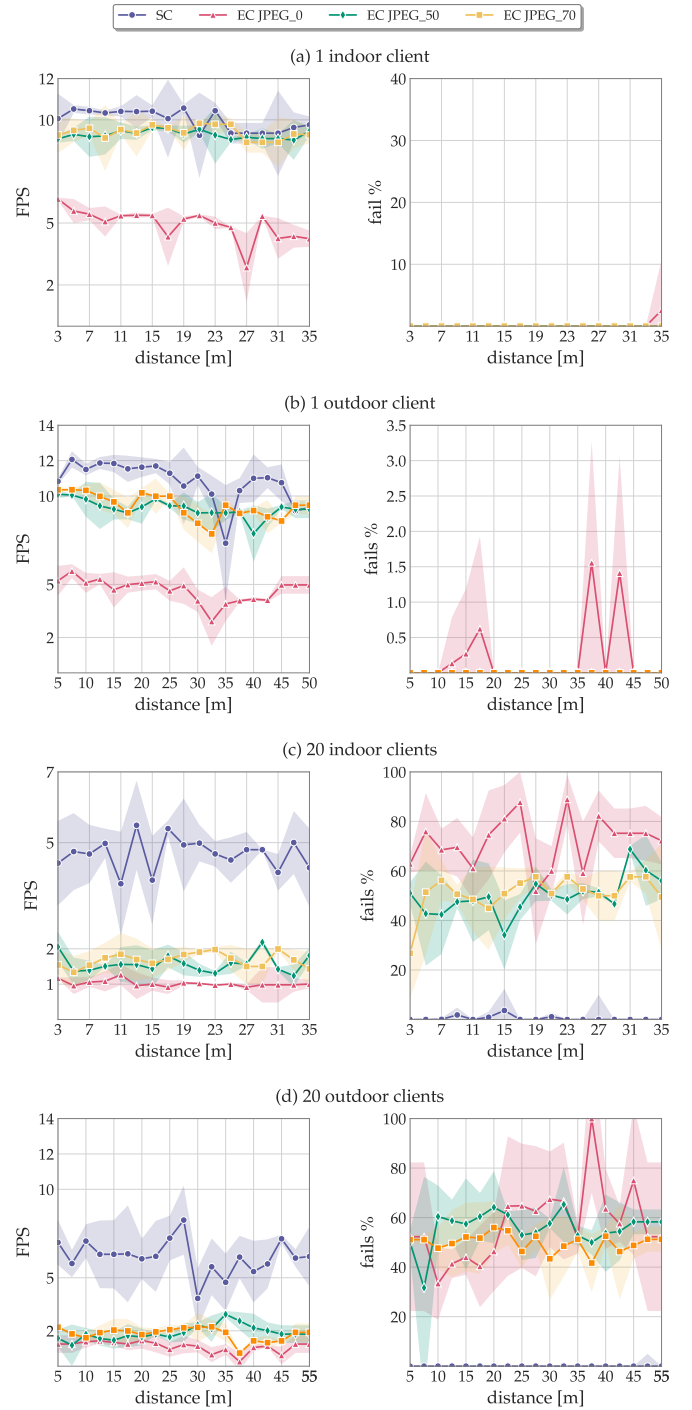 SC EC JPEG_0 EC JPEG_50 EC JPEG_70
(a) 1 indoor client
12
10
5
2
FPS
3 7 11 15 19 23 27 31 35
distance [m]
40
30
20
10
fail %
3 7 11 15 19 23 27 31 35
distance [m]
(b) 1 outdoor client
14
12
10
5
2
FPS
5 10 15 20 25 30 35 40 45 50
distance [m]
3.5
3.0
2.5
2.0
1.5
1.0
0.5
fails %
5 10 15 20 25 30 35 40 45 50
distance [m]
(c) 20 indoor clients
7
5
2
1
FPS
3 7 11 15 19 23 27 31 35
distance [m]
100
80
60
40
20
fails %
3 7 11 15 19 23 27 31 35
distance [m]
(d) 20 outdoor clients
14
10
5
2
FPS
5 10 15 20 25 30 35 40 45 55
distance [m]
100
80
60
40
20
fails %
5 10 15 20 25 30 35 40 45 55
distance [m]